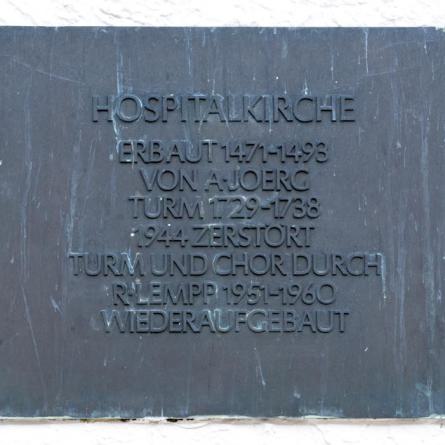 HOSPITALKIRCHE
ERBAUT 1471-1493
VON A·JOERG
TURM 1729-1738
1944 ZERSTÖRT
TURM UND CHOR DURCH
R·LEMPP 1951-1960
WIEDERAUFGEBAUT